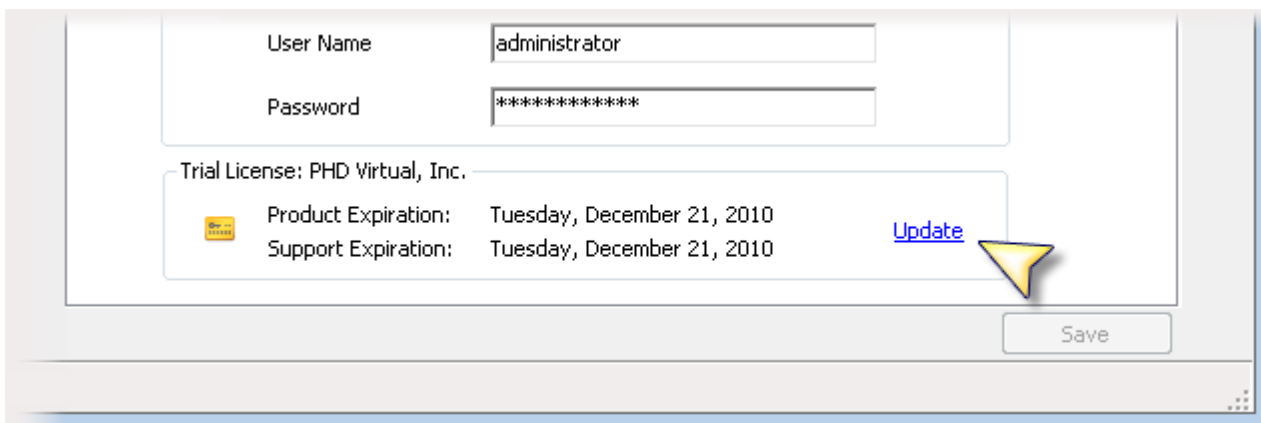 User Name administrator
Password ************
Trial License: PHD Virtual, Inc.
Product Expiration: Tuesday, December 21, 2010
Support Expiration: Tuesday, December 21, 2010
Update
Save